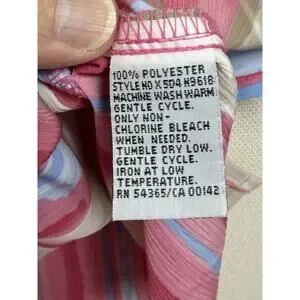 100% POLYESTER
STYLE NO X 504 H9618
MACHINE WASH WARM
GENTLE CYCLE.
ONLY NON-
CHLORINE BLEACH
WHEN NEEDED.
TUMBLE DRY LOW.
GENTLE CYCLE.
IRON AT LOW
TEMPERATURE.
RN 54365/CA 00142